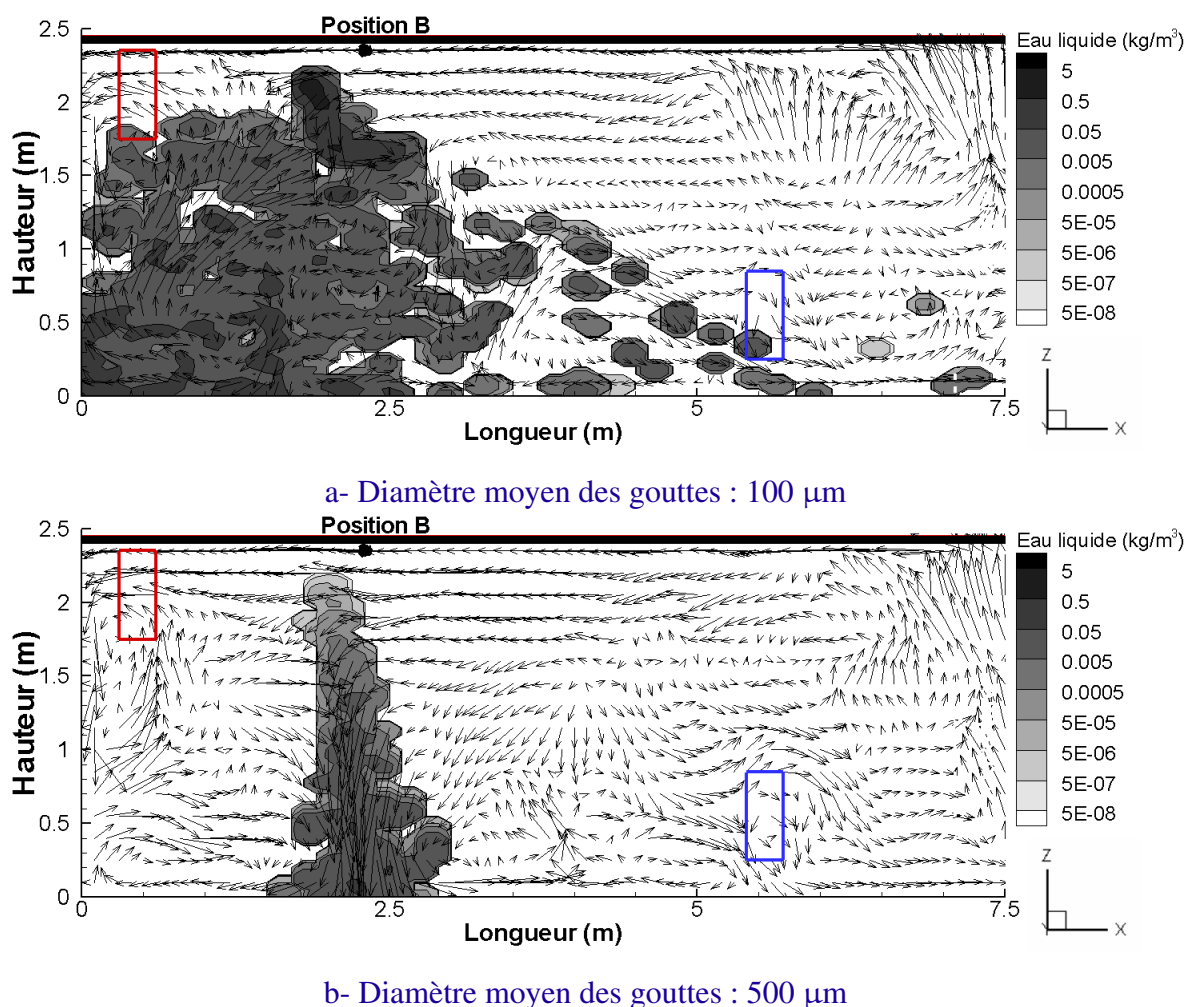 Position B
2.5
2
1.5
1
0.5
0
Hauteur (m)
0
2.5
5
7.5
Longueur (m)
Eau liquide (kg/m³)
5
0.5
0.05
0.005
0.0005
5E-05
5E-06
5E-07
5E-08
Z
Y
X
a- Diamètre moyen des gouttes : 100 µm
Position B
2.5
2
1.5
1
0.5
0
Hauteur (m)
0
2.5
5
7.5
Longueur (m)
Eau liquide (kg/m³)
5
0.5
0.05
0.005
0.0005
5E-05
5E-06
5E-07
5E-08
Z
Y
X
b- Diamètre moyen des gouttes : 500 µm